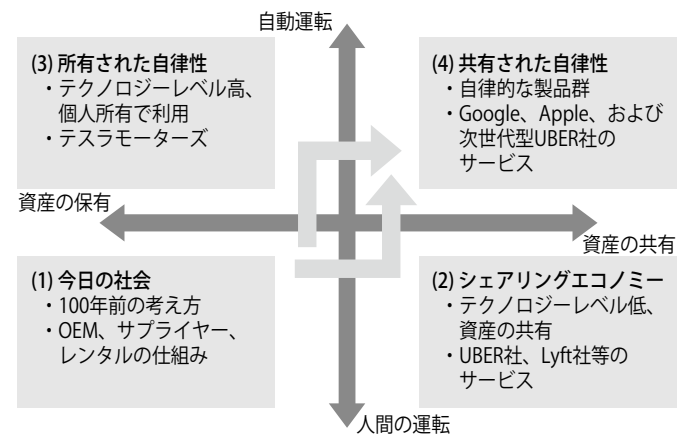 自動運転
(3) 所有された自律性
・テクノロジーレベル高、
個人所有で利用
・テスラモーターズ
(4) 共有された自律性
・自律的な製品群
・Google、Apple、および
次世代型UBER社の
サービス
資産の保有
資産の共有
(1) 今日の社会
・100年前の考え方
・OEM、サプライヤー、
レンタルの仕組み
(2) シェアリングエコノミー
・テクノロジーレベル低、
資産の共有
・UBER社、Lyft社等の
サービス
人間の運転